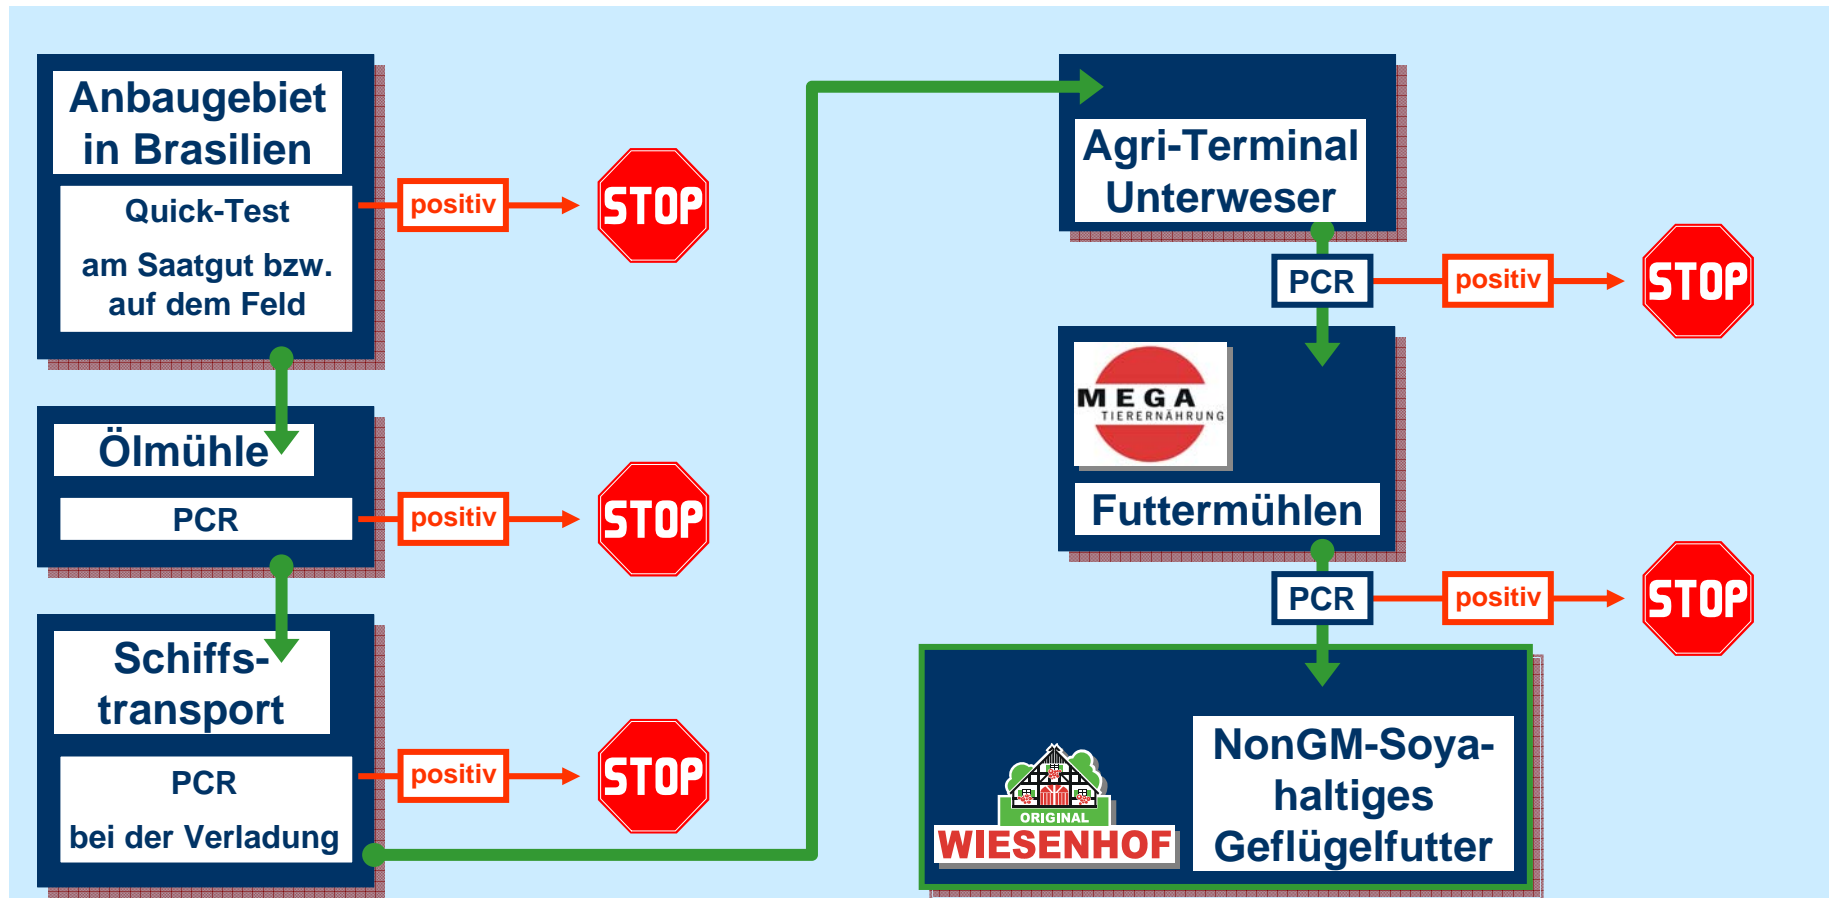 Anbaugebiet
in Brasilien
Quick-Test
am Saatgut bzw.
auf dem Feld
positiv
STOP
Ölmühle
PCR
positiv
STOP
Schiffs-
transport
PCR
bei der Verladung
positiv
STOP
Agri-Terminal
Unterweser
PCR
positiv
STOP
MEGA
TIERERNÄHRUNG
Futtermühlen
PCR
positiv
STOP
ORIGINAL
WIESENHOF
NonGM-Soya-
haltiges
Geflügelfutter